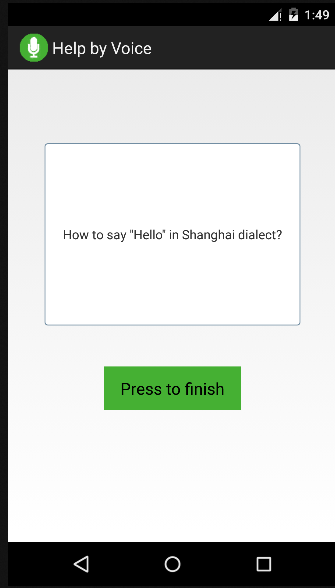 1:49
Help by Voice
How to say "Hello" in Shanghai dialect?
Press to finish